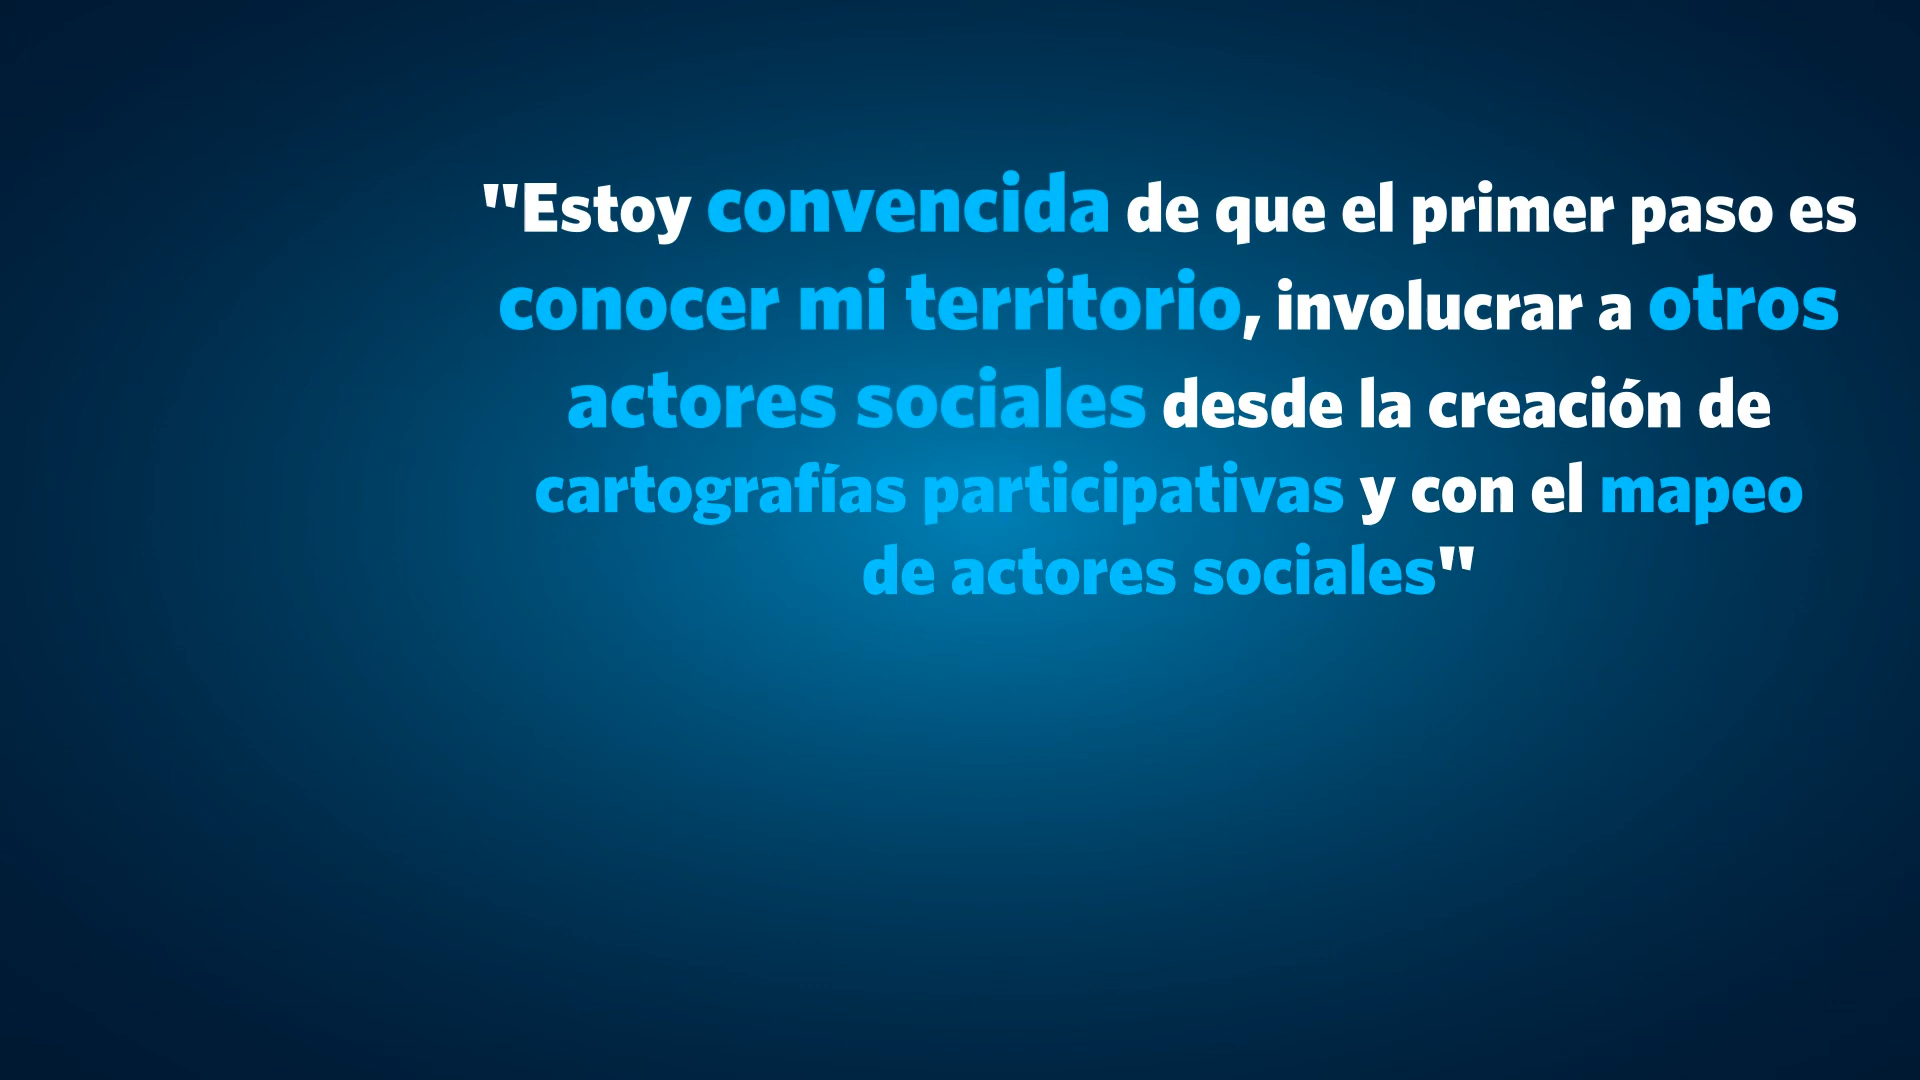 "Estoy convencida de que el primer paso es
conocer mi territorio, involucrar a otros
actores sociales desde la creación de
cartografías participativas y con el mapeo
de actores sociales"